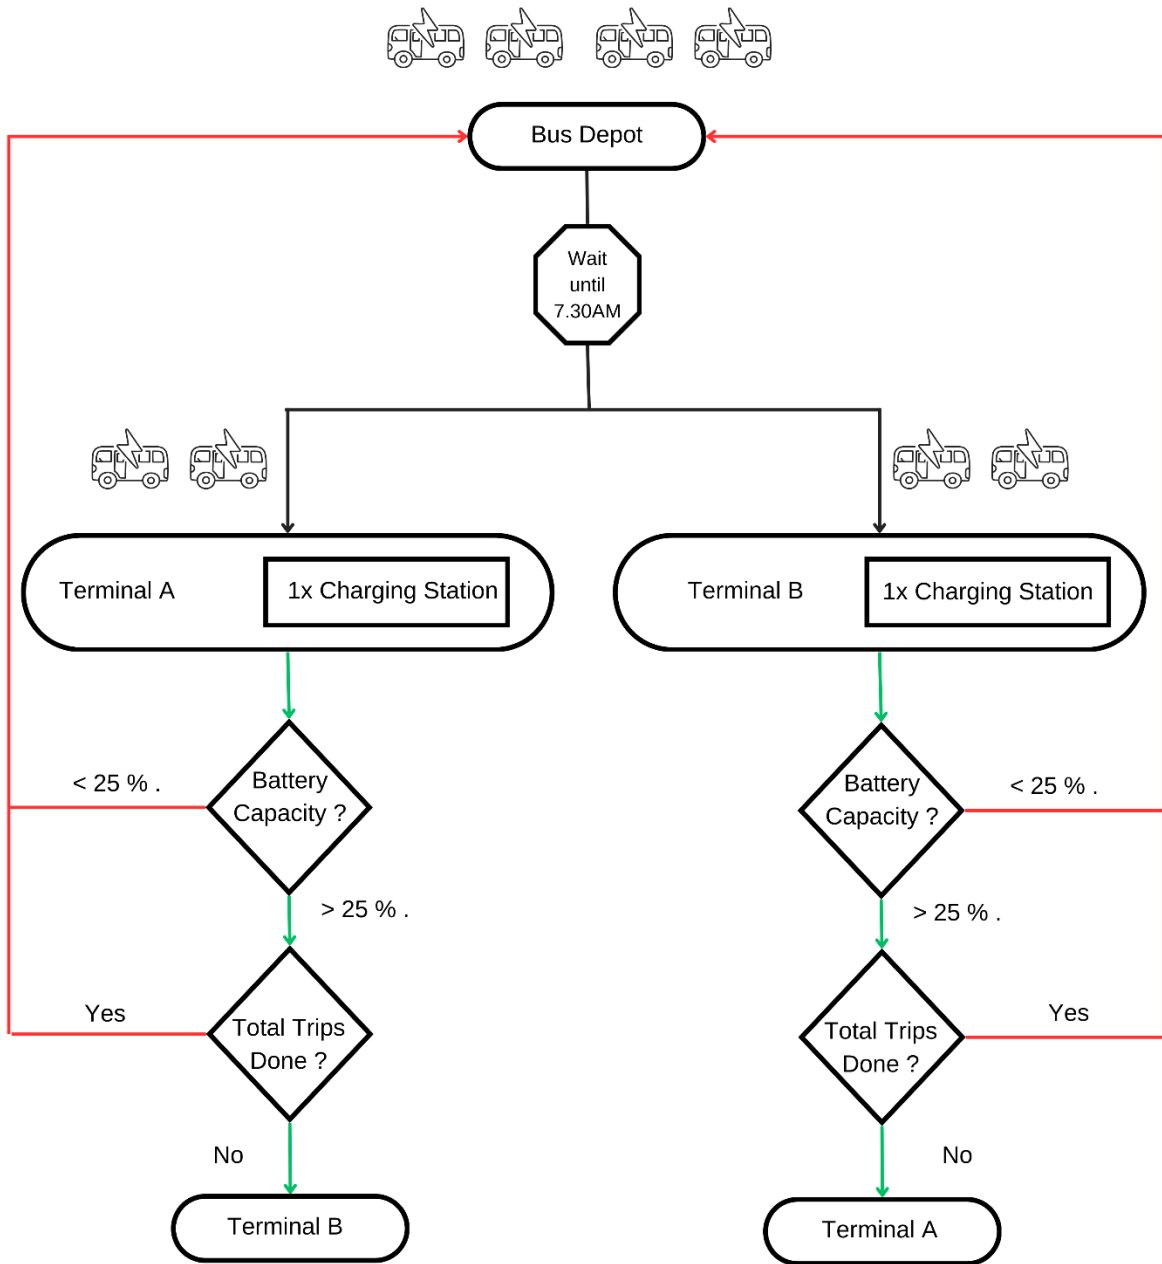 Bus Depot
Wait
until
7.30AM
Terminal A
1x Charging Station
Terminal B
1x Charging Station
Battery
Capacity ?
< 25 % .
> 25 % .
Battery
Capacity ?
< 25 % .
> 25 % .
Total Trips
Done ?
Yes
No
Total Trips
Done ?
Yes
No
Terminal B
Terminal A